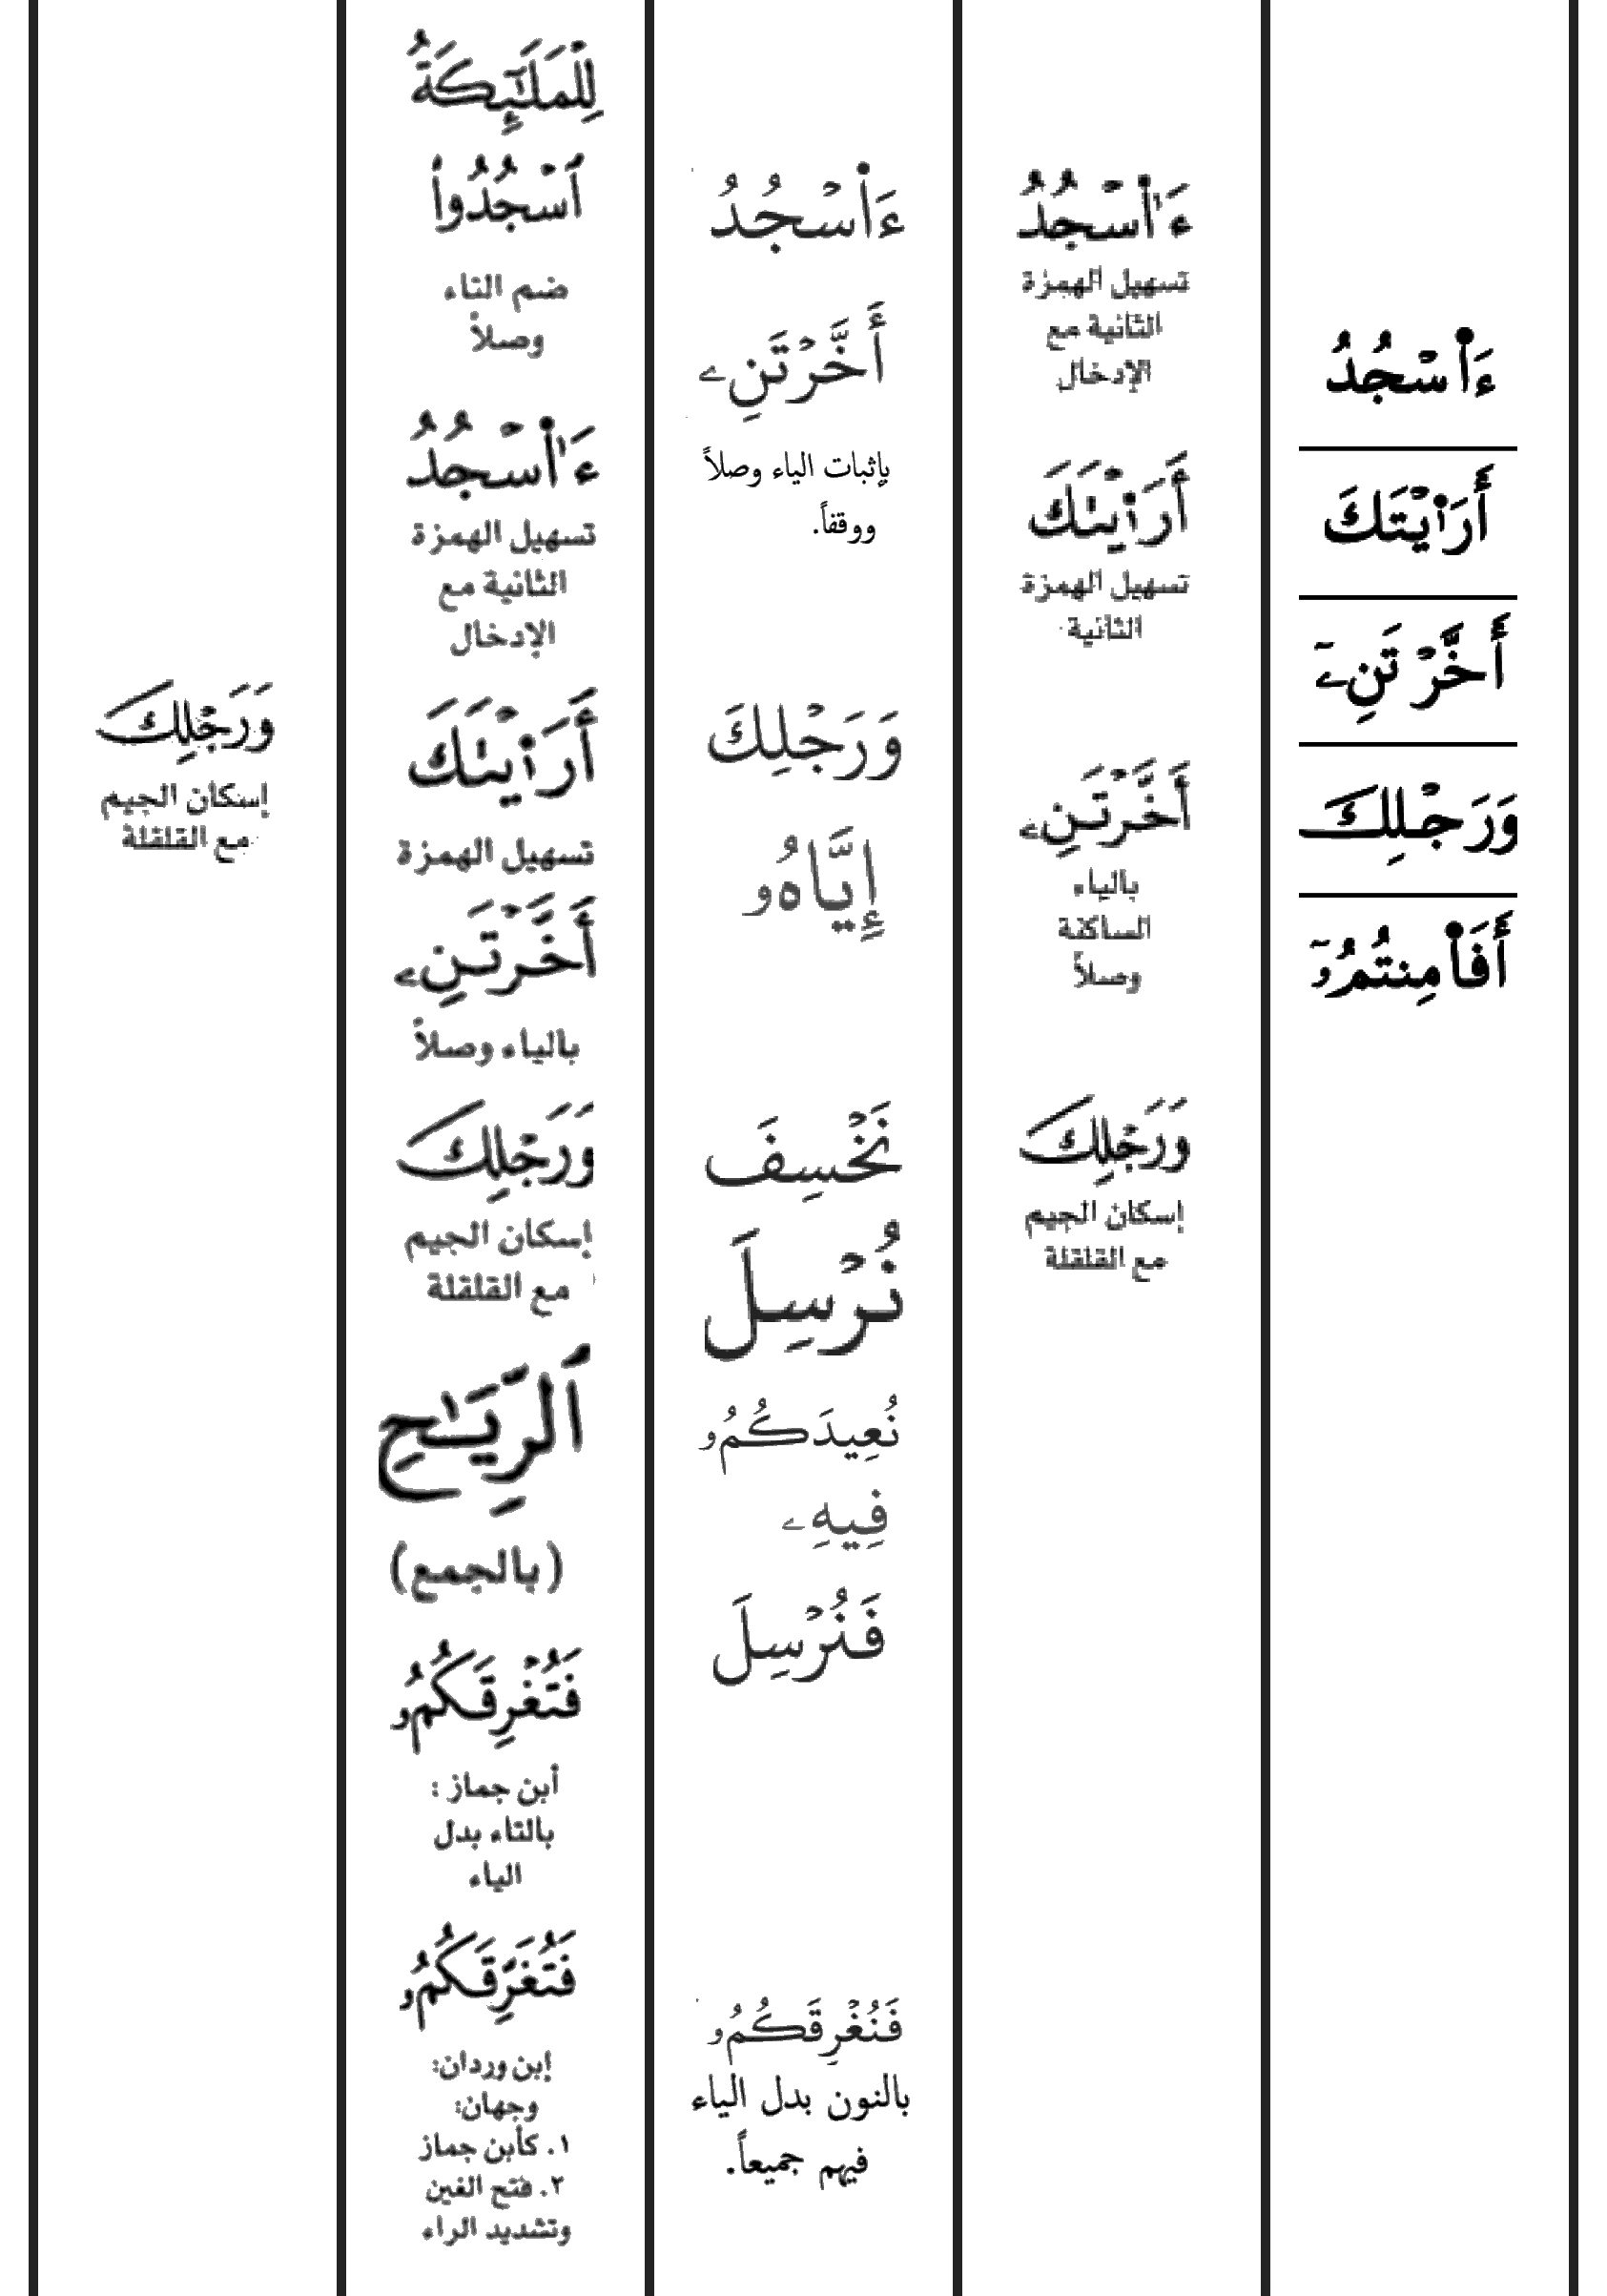 ءَا۬سْجُدُ
أَرَا۬يْتَكَ
أَخَّرْتَنِۦٓ
وَرَجْلِكَ
أَفَا۬مِنتُمُۥٓ
ءَٰا۬سْجُدُ
تسهيل الهمزة
الثانية مع
الإدخال
أَرَا۬يْتَكَ
تسهيل الهمزة
الثانية
أَخَّرْتَنِۦ
بالياء
الساكنة
وصلاً
وَرَجْلِكَ
إسكان الجيم
مع القلقلة
ءَا۬سْجُدُ
أَخَّرْتَنِۦ
بإثبات الياء وصلاً
ووقفاً.
وَرَجْلِكَ
إِيَّاهُۥ
نَخْسِفَ
نُرْسِلَ
نُعِيدَكُمُۥ
فِيهِۦ
فَنُرْسِلَ
فَنُغْرِقَكُمُۥ
بالنون بدل الياء
فيهم جميعاً.
لِلْمَلَٰٓئِكَةُ
ٱسْجُدُوا۟
ضم التاء
وصلاً
ءَٰا۬سْجُدُ
تسهيل الهمزة
الثانية مع
الإدخال
أَرَا۬يْتَكَ
تسهيل الهمزة
أَخَّرْتَنِۦ
بالياء وصلاً
وَرَجْلِكَ
إسكان الجيم
مع القلقلة
ٱلرِّيَٰحِ
(بالجمع)
فَتُغْرِقَكُمُۥ
أبن جماز :
بالتاء بدل
الياء
فَتُغَرِّقَكُمُۥ
إبن وردان:
وجهان:
١. كأبن جماز
٢. فتح الغين
وتشديد الراء
وَرَجْلِكَ
إسكان الجيم
مع القلقلة